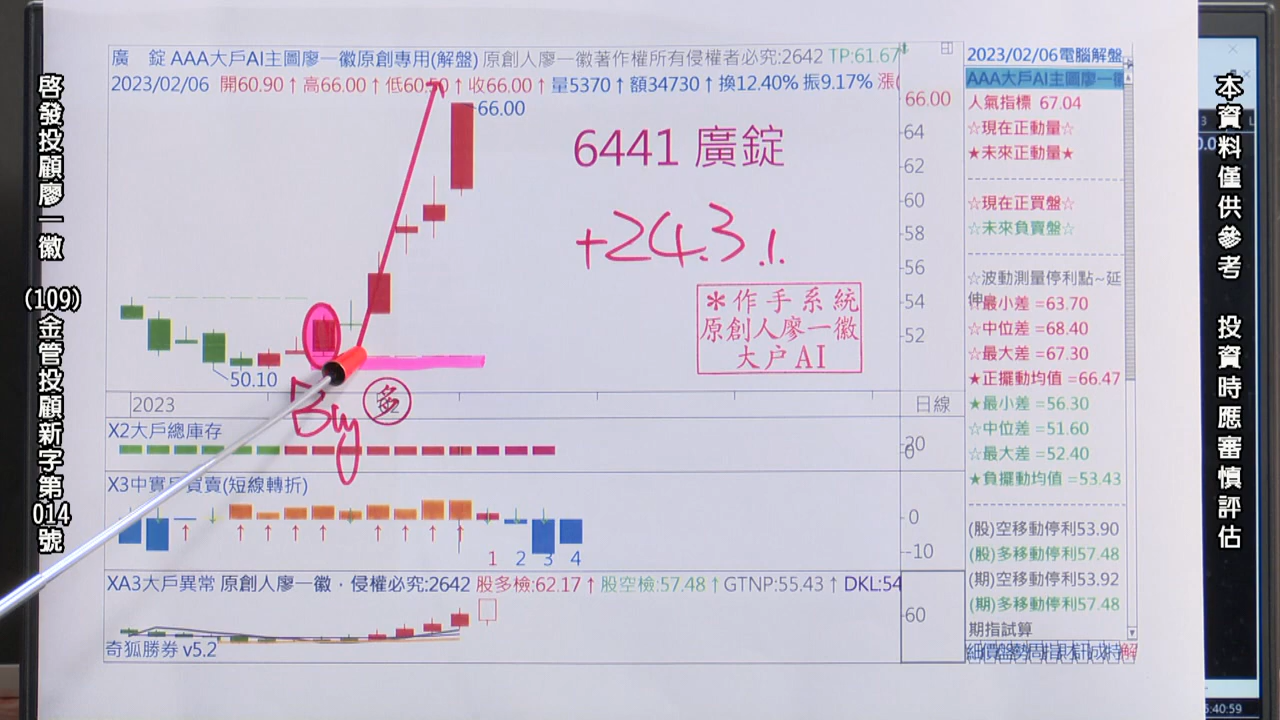 啓發投顧廖一徽 (109)金管投顧新字第014號
本資料僅供參考 投資時應審慎評估
廣 錠 AAA大戶AI主圖廖一徽原創專用(解盤) 原創人廖一徽著作權所有侵權者必究:2642 TP:61.67
2023/02/06 開60.90↑ 高66.00↑ 收66.00↑ 量5370↑ 額34730↑ 換12.40% 振9.17% 漲(
66.00
66.00
64
62
60
58
56
54
52
6441 廣錠
+24.3%
*作手系統
原創人廖一徽
大戶AI
50.10
Buy
多
2023
日線
X2大戶總庫存
X3中實戶買賣(短線轉折)
0
-10
1 2 3 4
XA3大戶異常 原創人廖一徽·侵權必究:2642 股多檢:62.17↑ 股空檢:57.48↑ GTNP:55.43↑ DKL:54
60
奇狐勝券 v5.2
2023/02/06電腦解盤
AAA大戶AI主圖廖一
人氣指標 67.04
☆現在正動量☆
★未來正動量★
☆現在正買盤☆
☆未來負賣盤☆
☆波動測量停利點~延伸
最小差 =63.70
☆中位差 =68.40
☆最大差 =67.30
★正擺動均值 =66.47
★最小差 =56.30
☆中位差 =51.60
☆最大差 =52.40
★負擺動均值 =53.43
(股)空移動停利53.90
(股)多移動停利57.48
(期)空移動停利53.92
(期)多移動停利57.48
期指試算
5:40:59